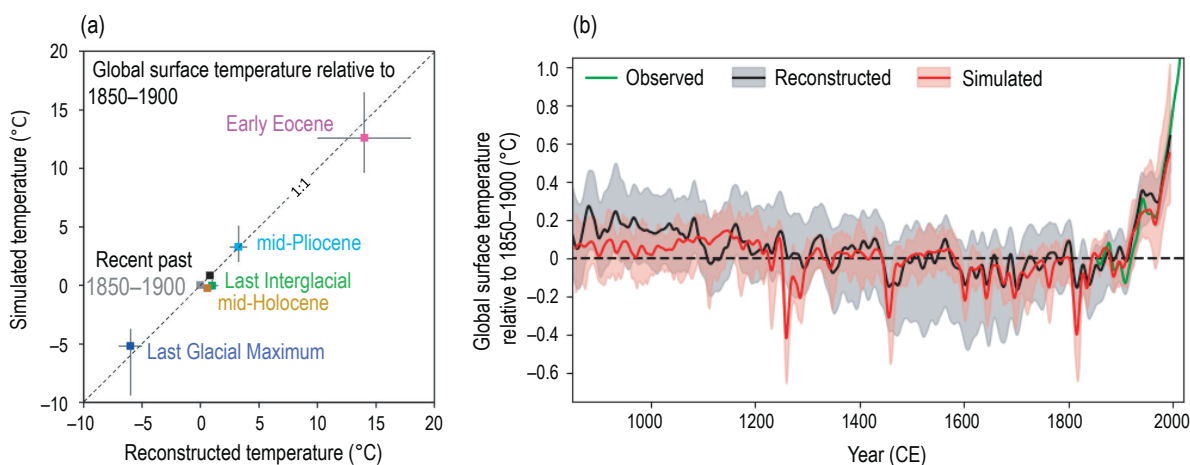 (a)
20
15
10
5
0
−5
−10
Simulated temperature (°C)
Global surface temperature relative to
1850–1900
Early Eocene
1:1
mid-Pliocene
Recent past
1850–1900
Last Interglacial
mid-Holocene
Last Glacial Maximum
−10
−5
0
5
10
15
20
Reconstructed temperature (°C)
(b)
1.0
0.8
0.6
0.4
0.2
0
−0.2
−0.4
−0.6
Global surface temperature
relative to 1850–1900 (°C)
Observed
Reconstructed
Simulated
1000
1200
1400
1600
1800
2000
Year (CE)